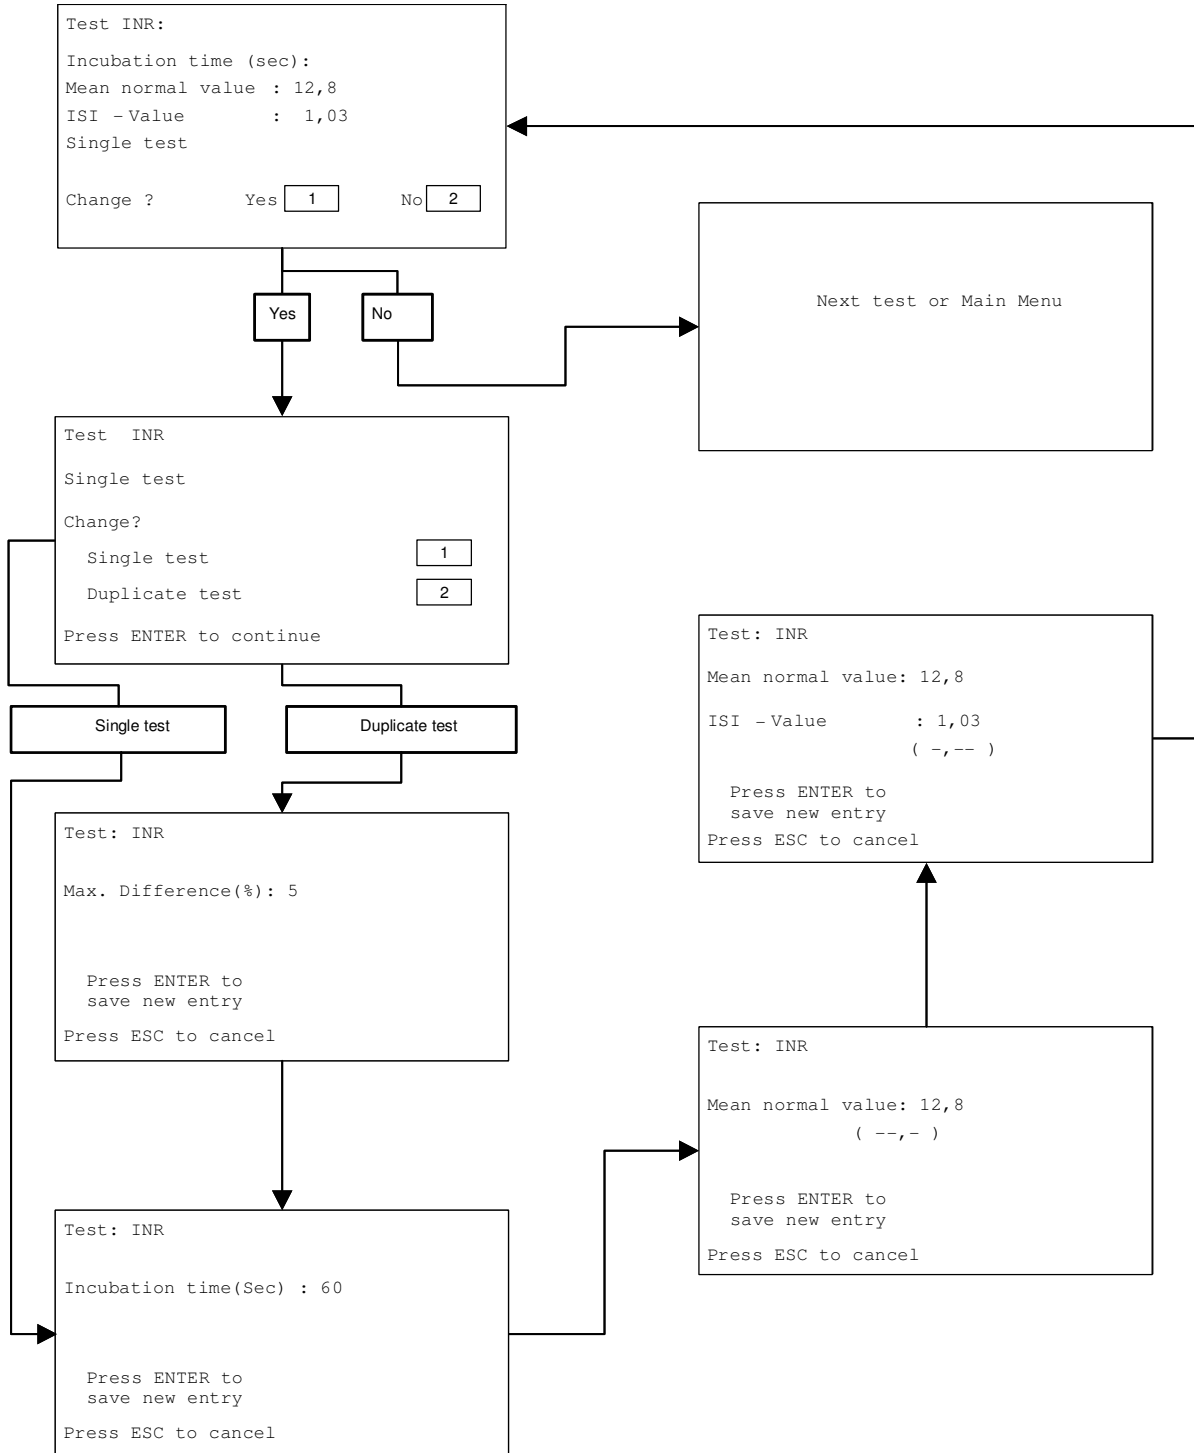 Test INR:
Incubation time (sec):
Mean normal value : 12,8
ISI – Value : 1,03
Single test
Change ? Yes 1 No 2
Yes
No
Next test or Main Menu
Test INR
Single test
Change?
Single test 1
Duplicate test 2
Press ENTER to continue
Single test
Duplicate test
Test: INR
Max. Difference(%): 5
Press ENTER to
save new entry
Press ESC to cancel
Test: INR
Incubation time(Sec) : 60
Press ENTER to
save new entry
Press ESC to cancel
Test: INR
Mean normal value: 12,8
( --,- )
Press ENTER to
save new entry
Press ESC to cancel
Test: INR
Mean normal value: 12,8
ISI – Value : 1,03
( -,-- )
Press ENTER to
save new entry
Press ESC to cancel